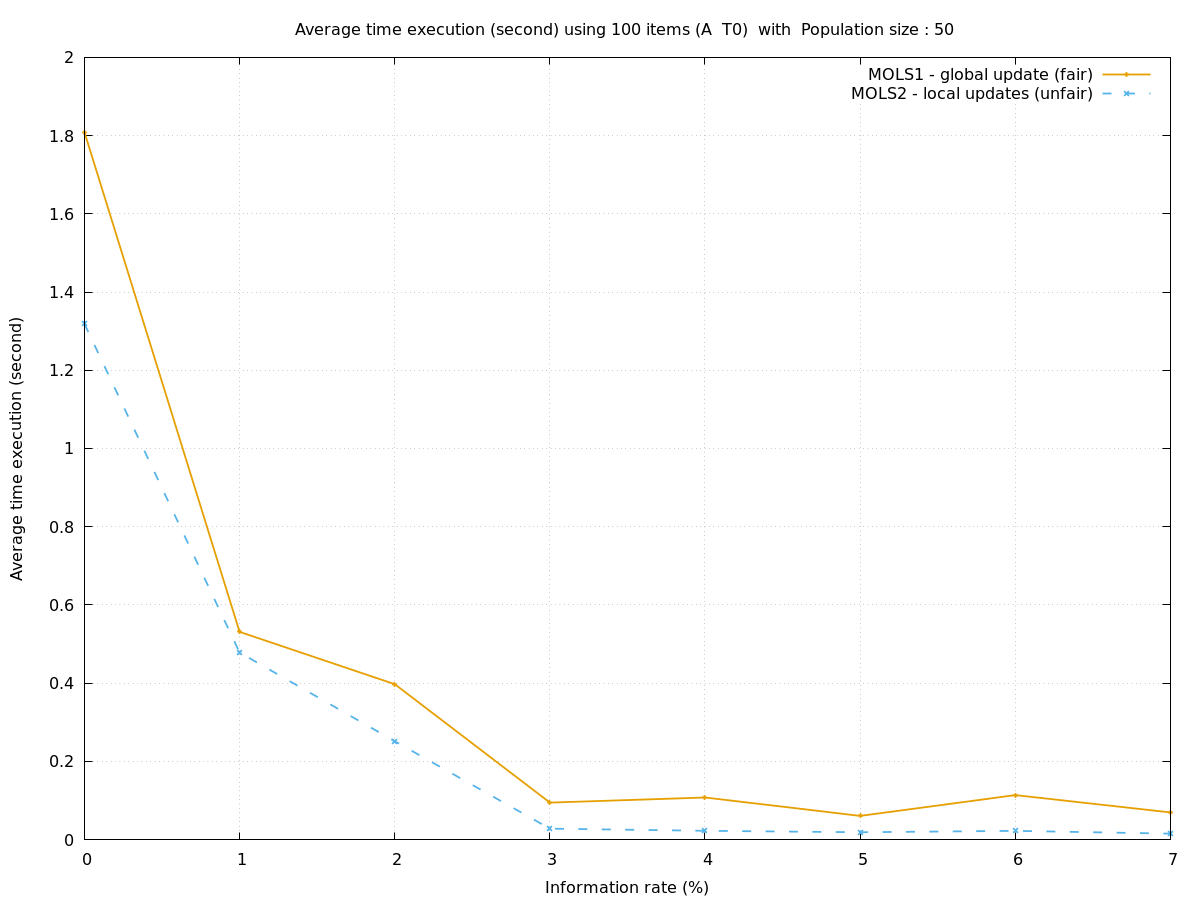 Average time execution (second) using 100 items (A  T0)  with  Population size : 50
MOLS1 - global update (fair)
MOLS2 - local updates (unfair)
Average time execution (second)
2
1.8
1.6
1.4
1.2
1
0.8
0.6
0.4
0.2
0
0 1 2 3 4 5 6 7
Information rate (%)